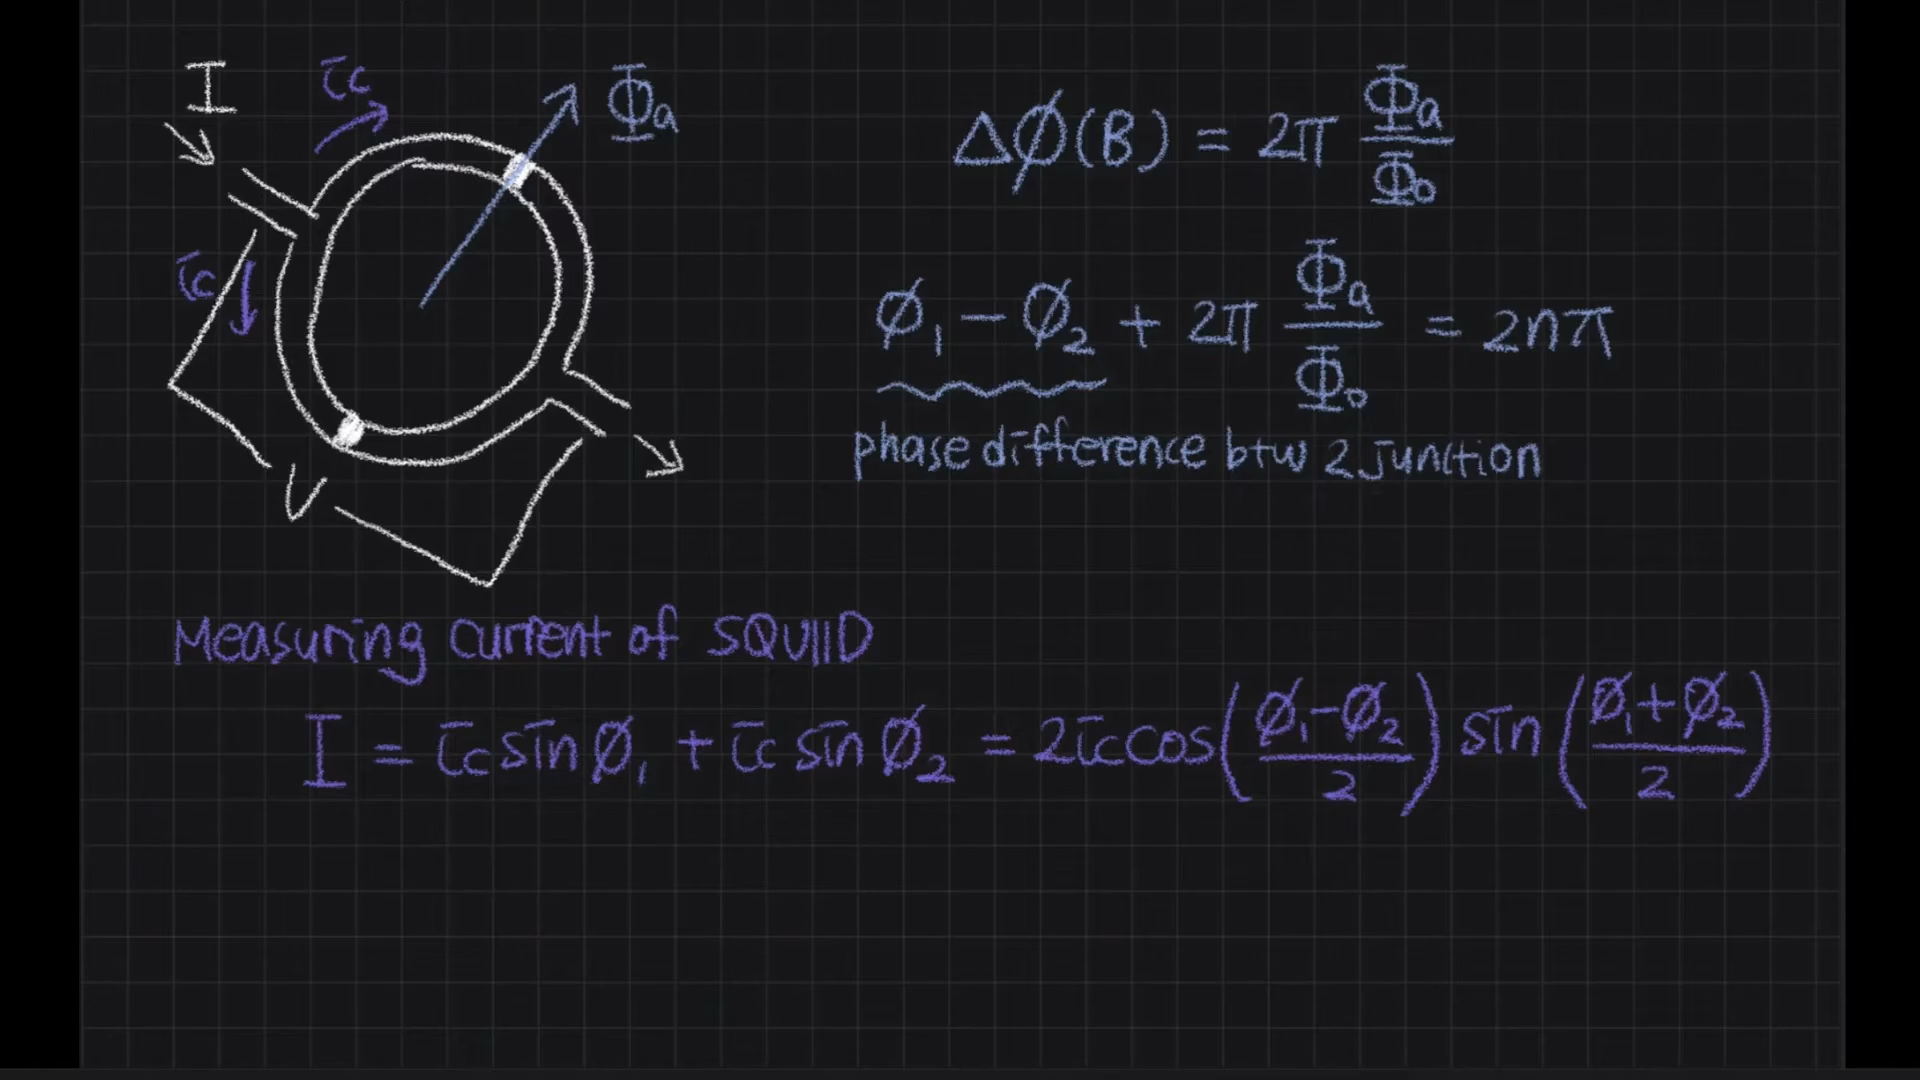 I
ic
Φa
ic
V
Δφ(B) = 2π Φa/Φ0
φ1 - φ2 + 2π Φa/Φ0 = 2nπ
phase difference btw 2 junction
Measuring current of SQUIID
I = ic sin φ1 + ic sin φ2 = 2ic cos((φ1-φ2)/2) sin((φ1+φ2)/2)